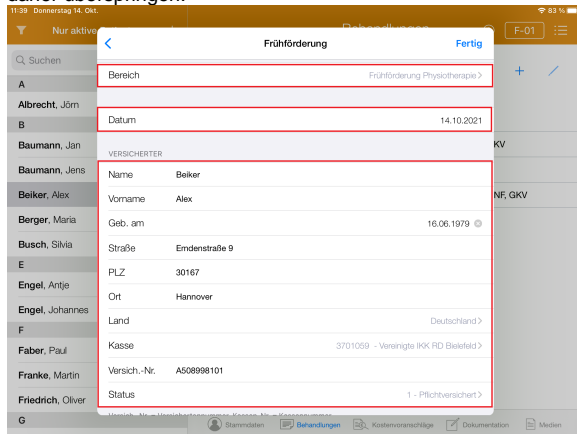 daher überspringen.
11:39 Donnerstag 14. Okt.
83 %
Nur aktive
Behandlungen
F-01
Frühförderung
Fertig
Suchen
Bereich Frühförderung Physiotherapie
A
Albrecht, Jörn
Datum 14.10.2021
B
Baumann, Jan
KV
VERSICHERTER
Baumann, Jens
Name Beiker
Beiker, Alex
NF, GKV
Vorname Alex
Berger, Maria
Geb. am 16.06.1979
Busch, Silvia
Straße Emdenstraße 9
E
PLZ 30167
Engel, Antje
Ort Hannover
Engel, Johannes
Land Deutschland
F
Kasse 3701059 - Vereinigte IKK RD Bielefeld
Faber, Paul
Versich.-Nr. A508998101
Franke, Martin
Status 1 - Pflichtversichert
Friedrich, Oliver
G
Stammdaten Behandlungen Kostenvoranschläge Dokumentation Medien